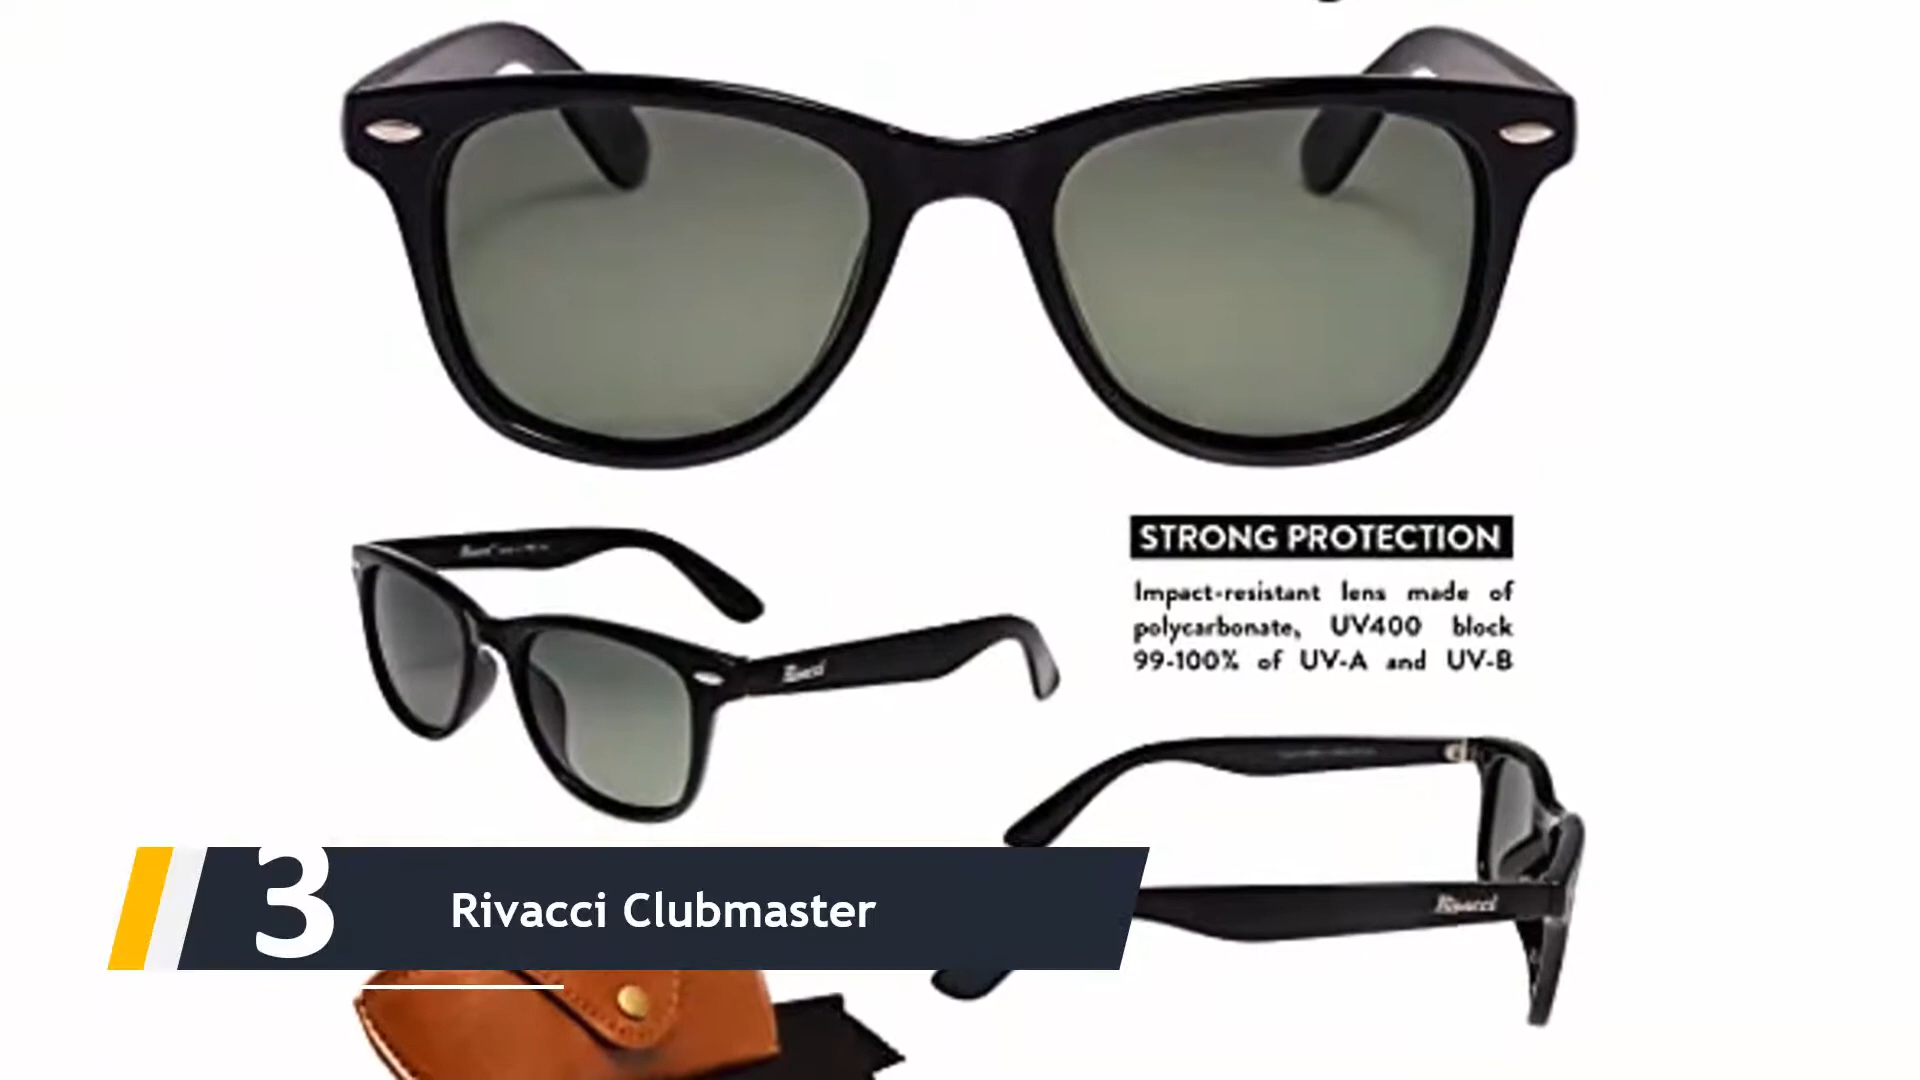 STRONG PROTECTION
Impact-resistant lens made of
polycarbonate, UV400 block
99-100% of UV-A and UV-B
Rivacci
Rivacci
3
Rivacci Clubmaster